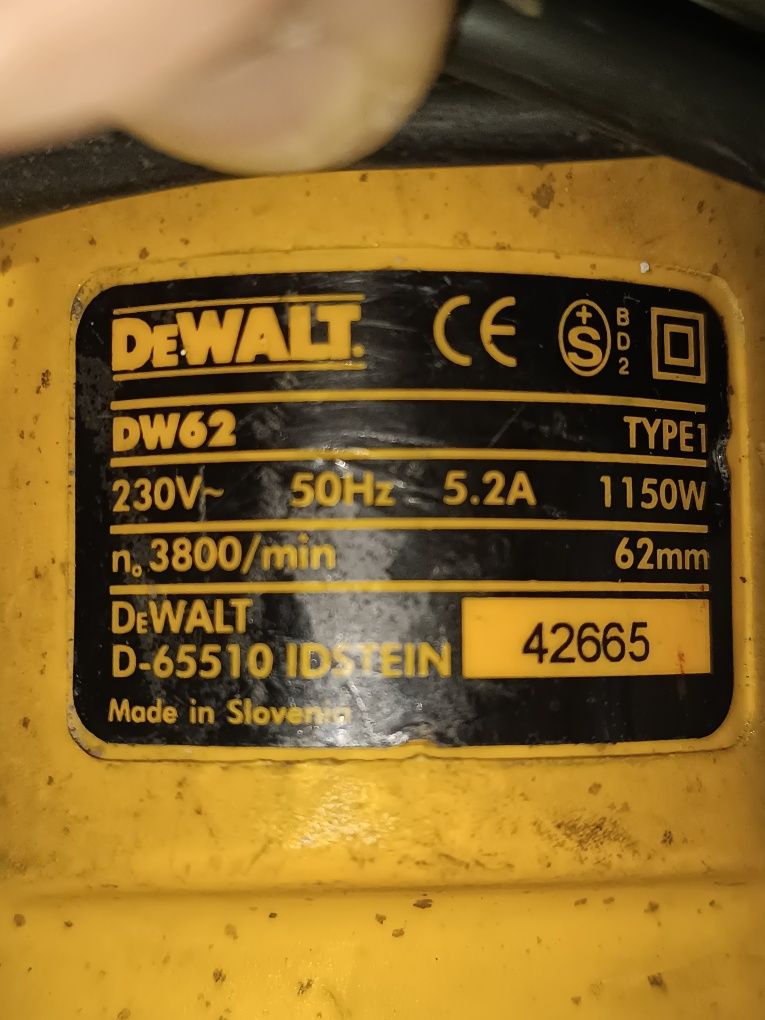 DEWALT. CE +S BD2
DW62 TYPE1
230V~ 50Hz 5.2A 1150W
n₀ 3800/min 62mm
DEWALT
D-65510 IDSTEIN 42665
Made in Slovenia